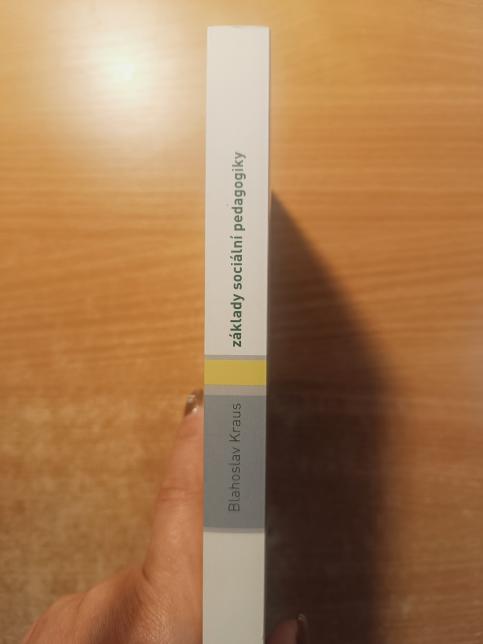 základy sociální pedagogiky
Blahoslav Kraus